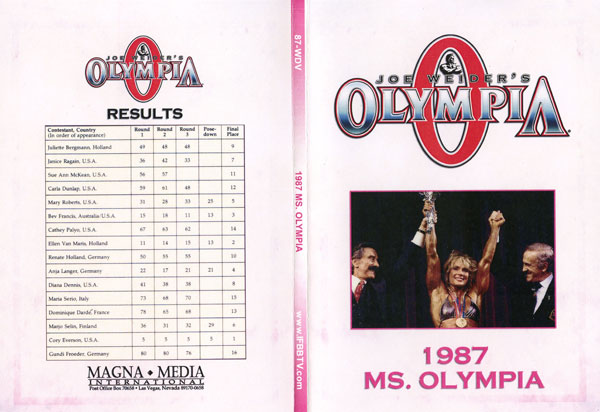 JOE WEIDER'S
OLYMPIA
RESULTS
Contestant, Country (In order of appearance) Round 1 Round 2 Round 3 Pose-down Final Place
Juliette Bergmann, Holland 49 48 48 9
Janice Ragain, U.S.A. 36 42 33 7
Sue Ann McKean, U.S.A. 56 57 11
Carla Dunlap, U.S.A. 59 61 48 12
Mary Roberts, U.S.A. 31 28 33 25 5
Bev Francis, Australia/U.S.A. 15 18 11 13 3
Cathey Palyo, U.S.A. 67 63 62 14
Ellen Van Maris, Holland 11 14 15 13 2
Renate Holland, Germany 50 55 55 10
Anja Langer, Germany 22 17 21 21 4
Diana Dennis, U.S.A. 38 38 8
Maria Serio, Italy 73 68 70 15
Dominique Darde, France 78 65 68 13
Marjo Selin, Finland 36 31 32 29 6
Cory Everson, U.S.A. 5 5 5 5 1
Gundi Froeder, Germany 80 80 76 16
MAGNA • MEDIA
INTERNATIONAL
Post Office Box 70658 • Las Vegas, Nevada 89170-0658
87-WDV
1987 MS. OLYMPIA
www.IFBBTV.com
JOE WEIDER'S
OLYMPIA
1987
MS. OLYMPIA